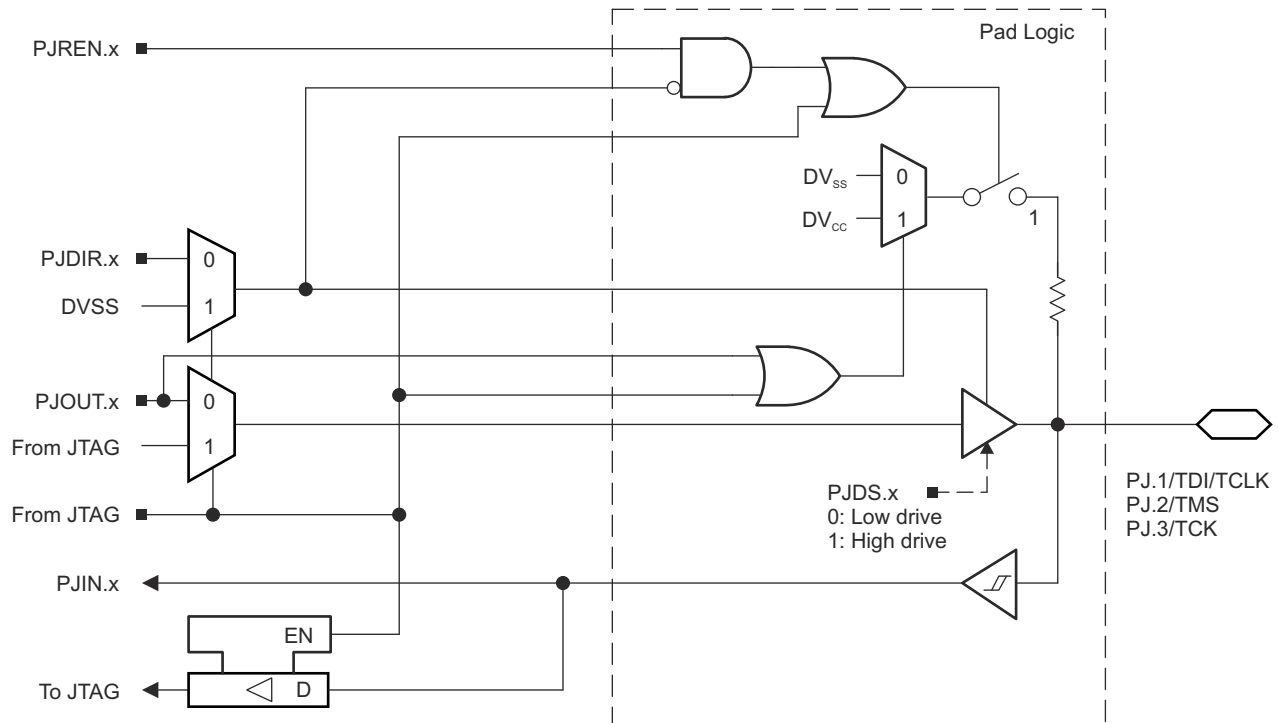 Pad Logic
PJREN.x
DVSS
0
DVCC
1
1
PJDIR.x
0
DVSS
1
PJOUT.x
0
From JTAG
1
PJDS.x
0: Low drive
1: High drive
PJ.1/TDI/TCLK
PJ.2/TMS
PJ.3/TCK
From JTAG
PJIN.x
EN
To JTAG
D